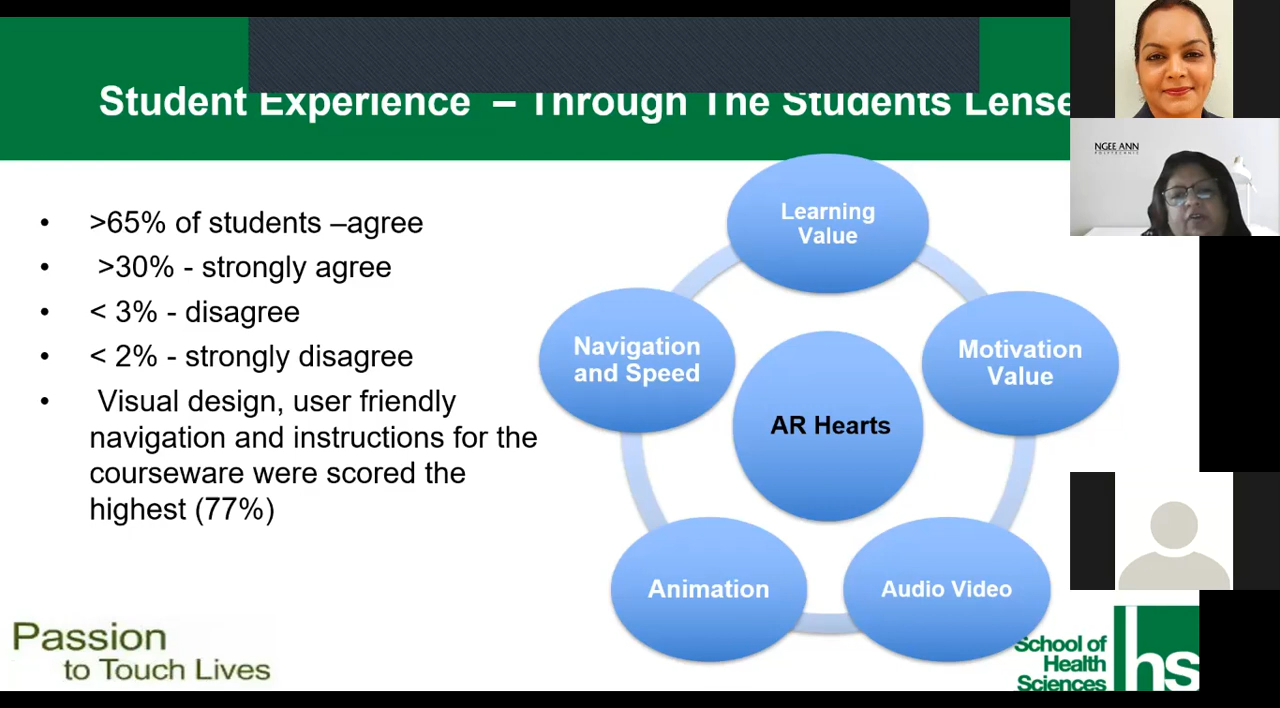 Student Experience – Through The Students Lense
• >65% of students –agree
• >30% - strongly agree
• < 3% - disagree
• < 2% - strongly disagree
• Visual design, user friendly
navigation and instructions for the
courseware were scored the
highest (77%)
Learning
Value
Navigation
and Speed
Motivation
Value
AR Hearts
Animation
Audio Video
Passion
to Touch Lives
School of
Health
Sciences
hs
NGEE ANN
POLYTECHNIC